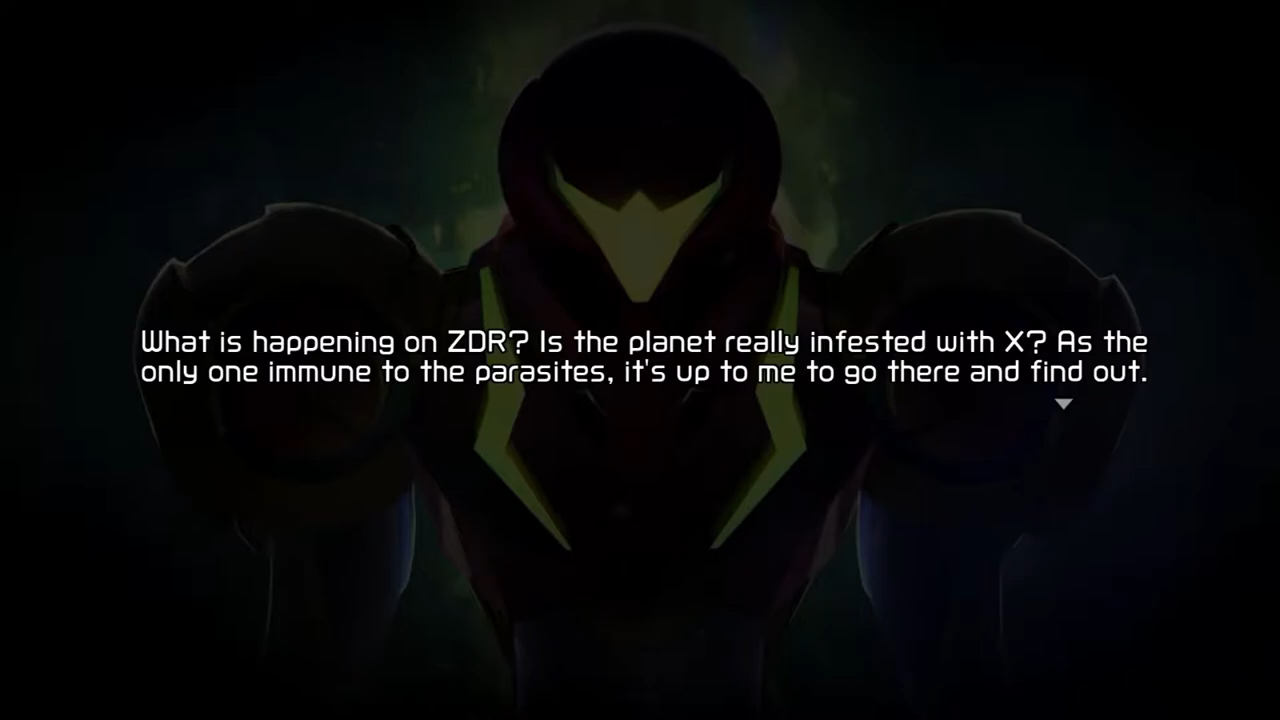 What is happening on ZDR? Is the planet really infested with X? As the
only one immune to the parasites, it's up to me to go there and find out.